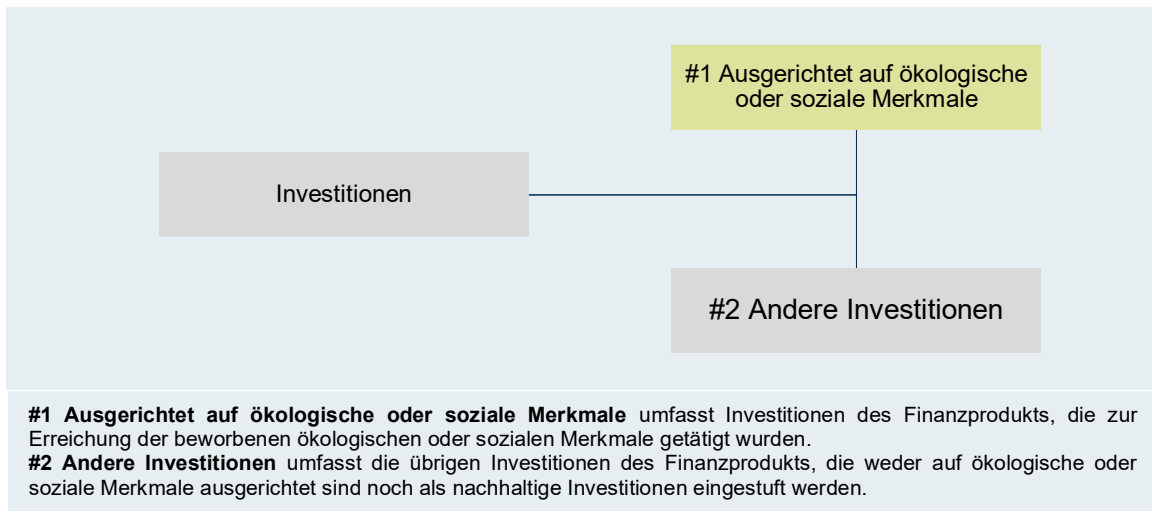 #1 Ausgerichtet auf ökologische
oder soziale Merkmale
Investitionen
#2 Andere Investitionen
#1 Ausgerichtet auf ökologische oder soziale Merkmale umfasst Investitionen des Finanzprodukts, die zur
Erreichung der beworbenen ökologischen oder sozialen Merkmale getätigt wurden.
#2 Andere Investitionen umfasst die übrigen Investitionen des Finanzprodukts, die weder auf ökologische oder
soziale Merkmale ausgerichtet sind noch als nachhaltige Investitionen eingestuft werden.